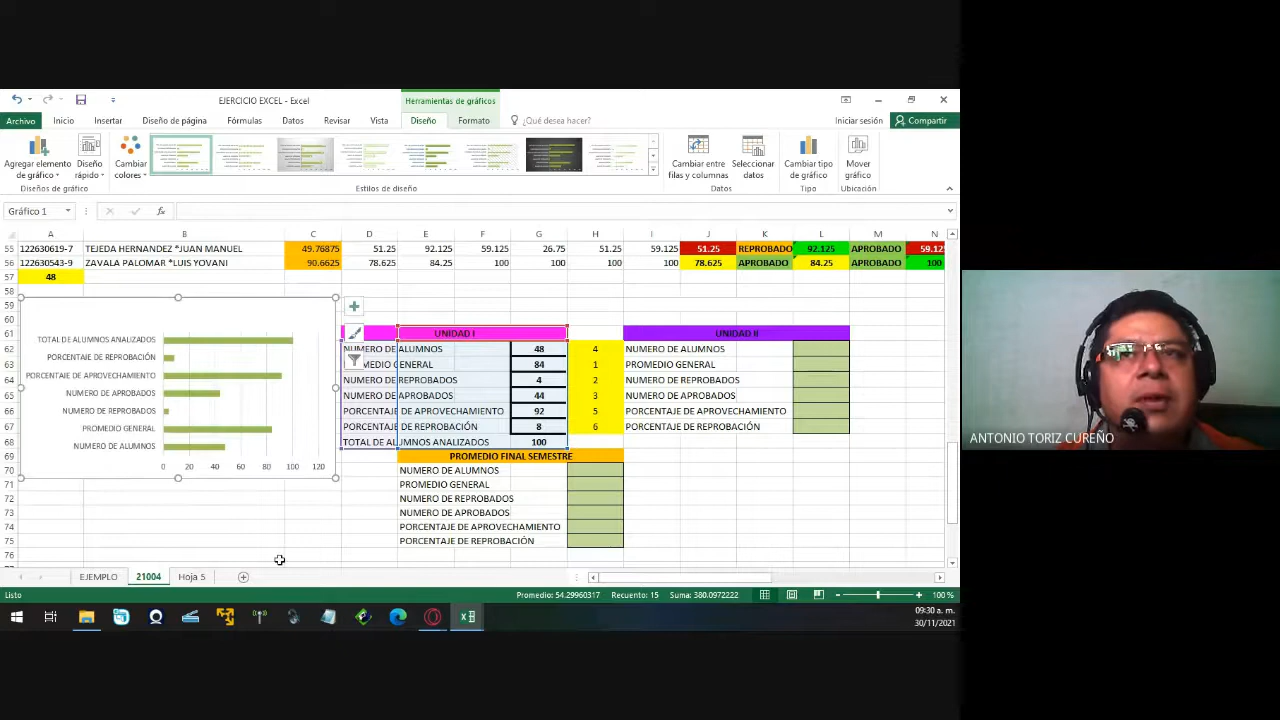 EJERCICIO EXCEL - Excel
Herramientas de gráficos
Archivo Inicio Insertar Diseño de página Fórmulas Datos Revisar Vista Diseño Formato ¿Qué desea hacer? Iniciar sesión Compartir
Agregar elemento de gráfico
Diseño rápido
Cambiar colores
Cambiar entre filas y columnas
Seleccionar datos
Cambiar tipo de gráfico
Mover gráfico
Diseños de gráfico Estilos de diseño Datos Tipo Ubicación
Gráfico 1 fx
A B C D E F G H I J K L M N
55 122630619-7 TEJEDA HERNANDEZ *JUAN MANUEL 49.76875 51.25 92.125 59.125 26.75 51.25 59.125 51.25 REPROBADO 92.125 APROBADO 59.12
56 122630543-9 ZAVALA PALOMAR *LUIS YOVANI 90.6625 78.625 84.25 100 100 100 100 78.625 APROBADO 84.25 APROBADO 100
57 48
58
59
61 UNIDAD I UNIDAD II
62 NUMERO DE ALUMNOS 48 4 NUMERO DE ALUMNOS
63 OMEDIO GENERAL 84 1 PROMEDIO GENERAL
64 NUMERO DE REPROBADOS 4 2 NUMERO DE REPROBADOS
65 NUMERO DE APROBADOS 44 3 NUMERO DE APROBADOS
66 PORCENTAJE DE APROVECHAMIENTO 92 5 PORCENTAJE DE APROVECHAMIENTO
67 PORCENTAJE DE REPROBACIÓN 8 6 PORCENTAJE DE REPROBACIÓN
68 TOTAL DE ALUMNOS ANALIZADOS 100
69 PROMEDIO FINAL SEMESTRE
70 NUMERO DE ALUMNOS
71 PROMEDIO GENERAL
72 NUMERO DE REPROBADOS
73 NUMERO DE APROBADOS
74 PORCENTAJE DE APROVECHAMIENTO
75 PORCENTAJE DE REPROBACIÓN
76
TOTAL DE ALUMNOS ANALIZADOS
PORCENTAJE DE REPROBACIÓN
PORCENTAJE DE APROVECHAMIENTO
NUMERO DE APROBADOS
NUMERO DE REPROBADOS
PROMEDIO GENERAL
NUMERO DE ALUMNOS
0 20 40 60 80 100 120
ANTONIO TORIZ CUREÑO
EJEMPLO 21004 Hoja 5
Listo Promedio: 54.29960317 Recuento: 15 Suma: 380.0972222 100 %
09:30 a. m.
30/11/2021